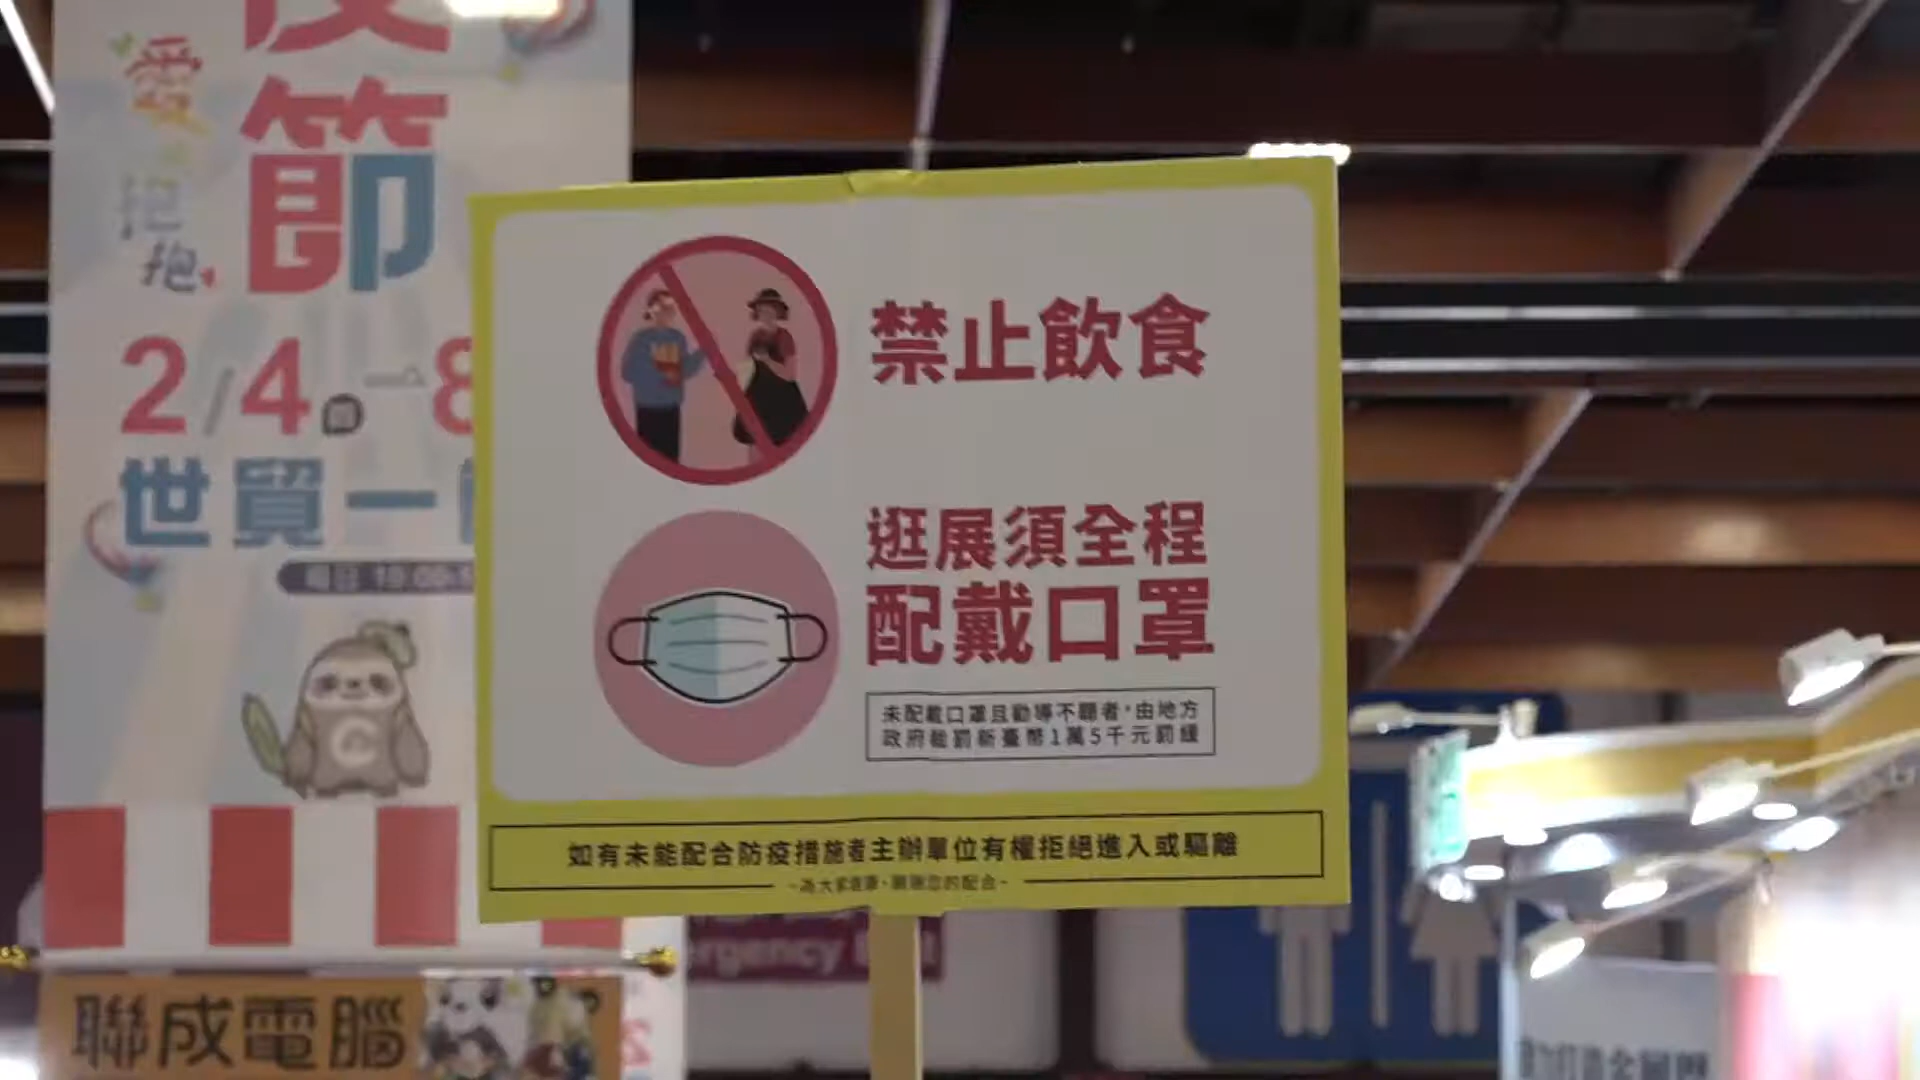 節
愛
抱
抱
2/4
8
世貿一
禁止飲食
逛展須全程
配戴口罩
未配戴口罩且勸導不聽者,由地方
政府裁罰新臺幣1萬5千元罰鍰
如有未能配合防疫措施者主辦單位有權拒絕進入或驅離
-為大家健康,謝謝您的配合-
聯成電腦